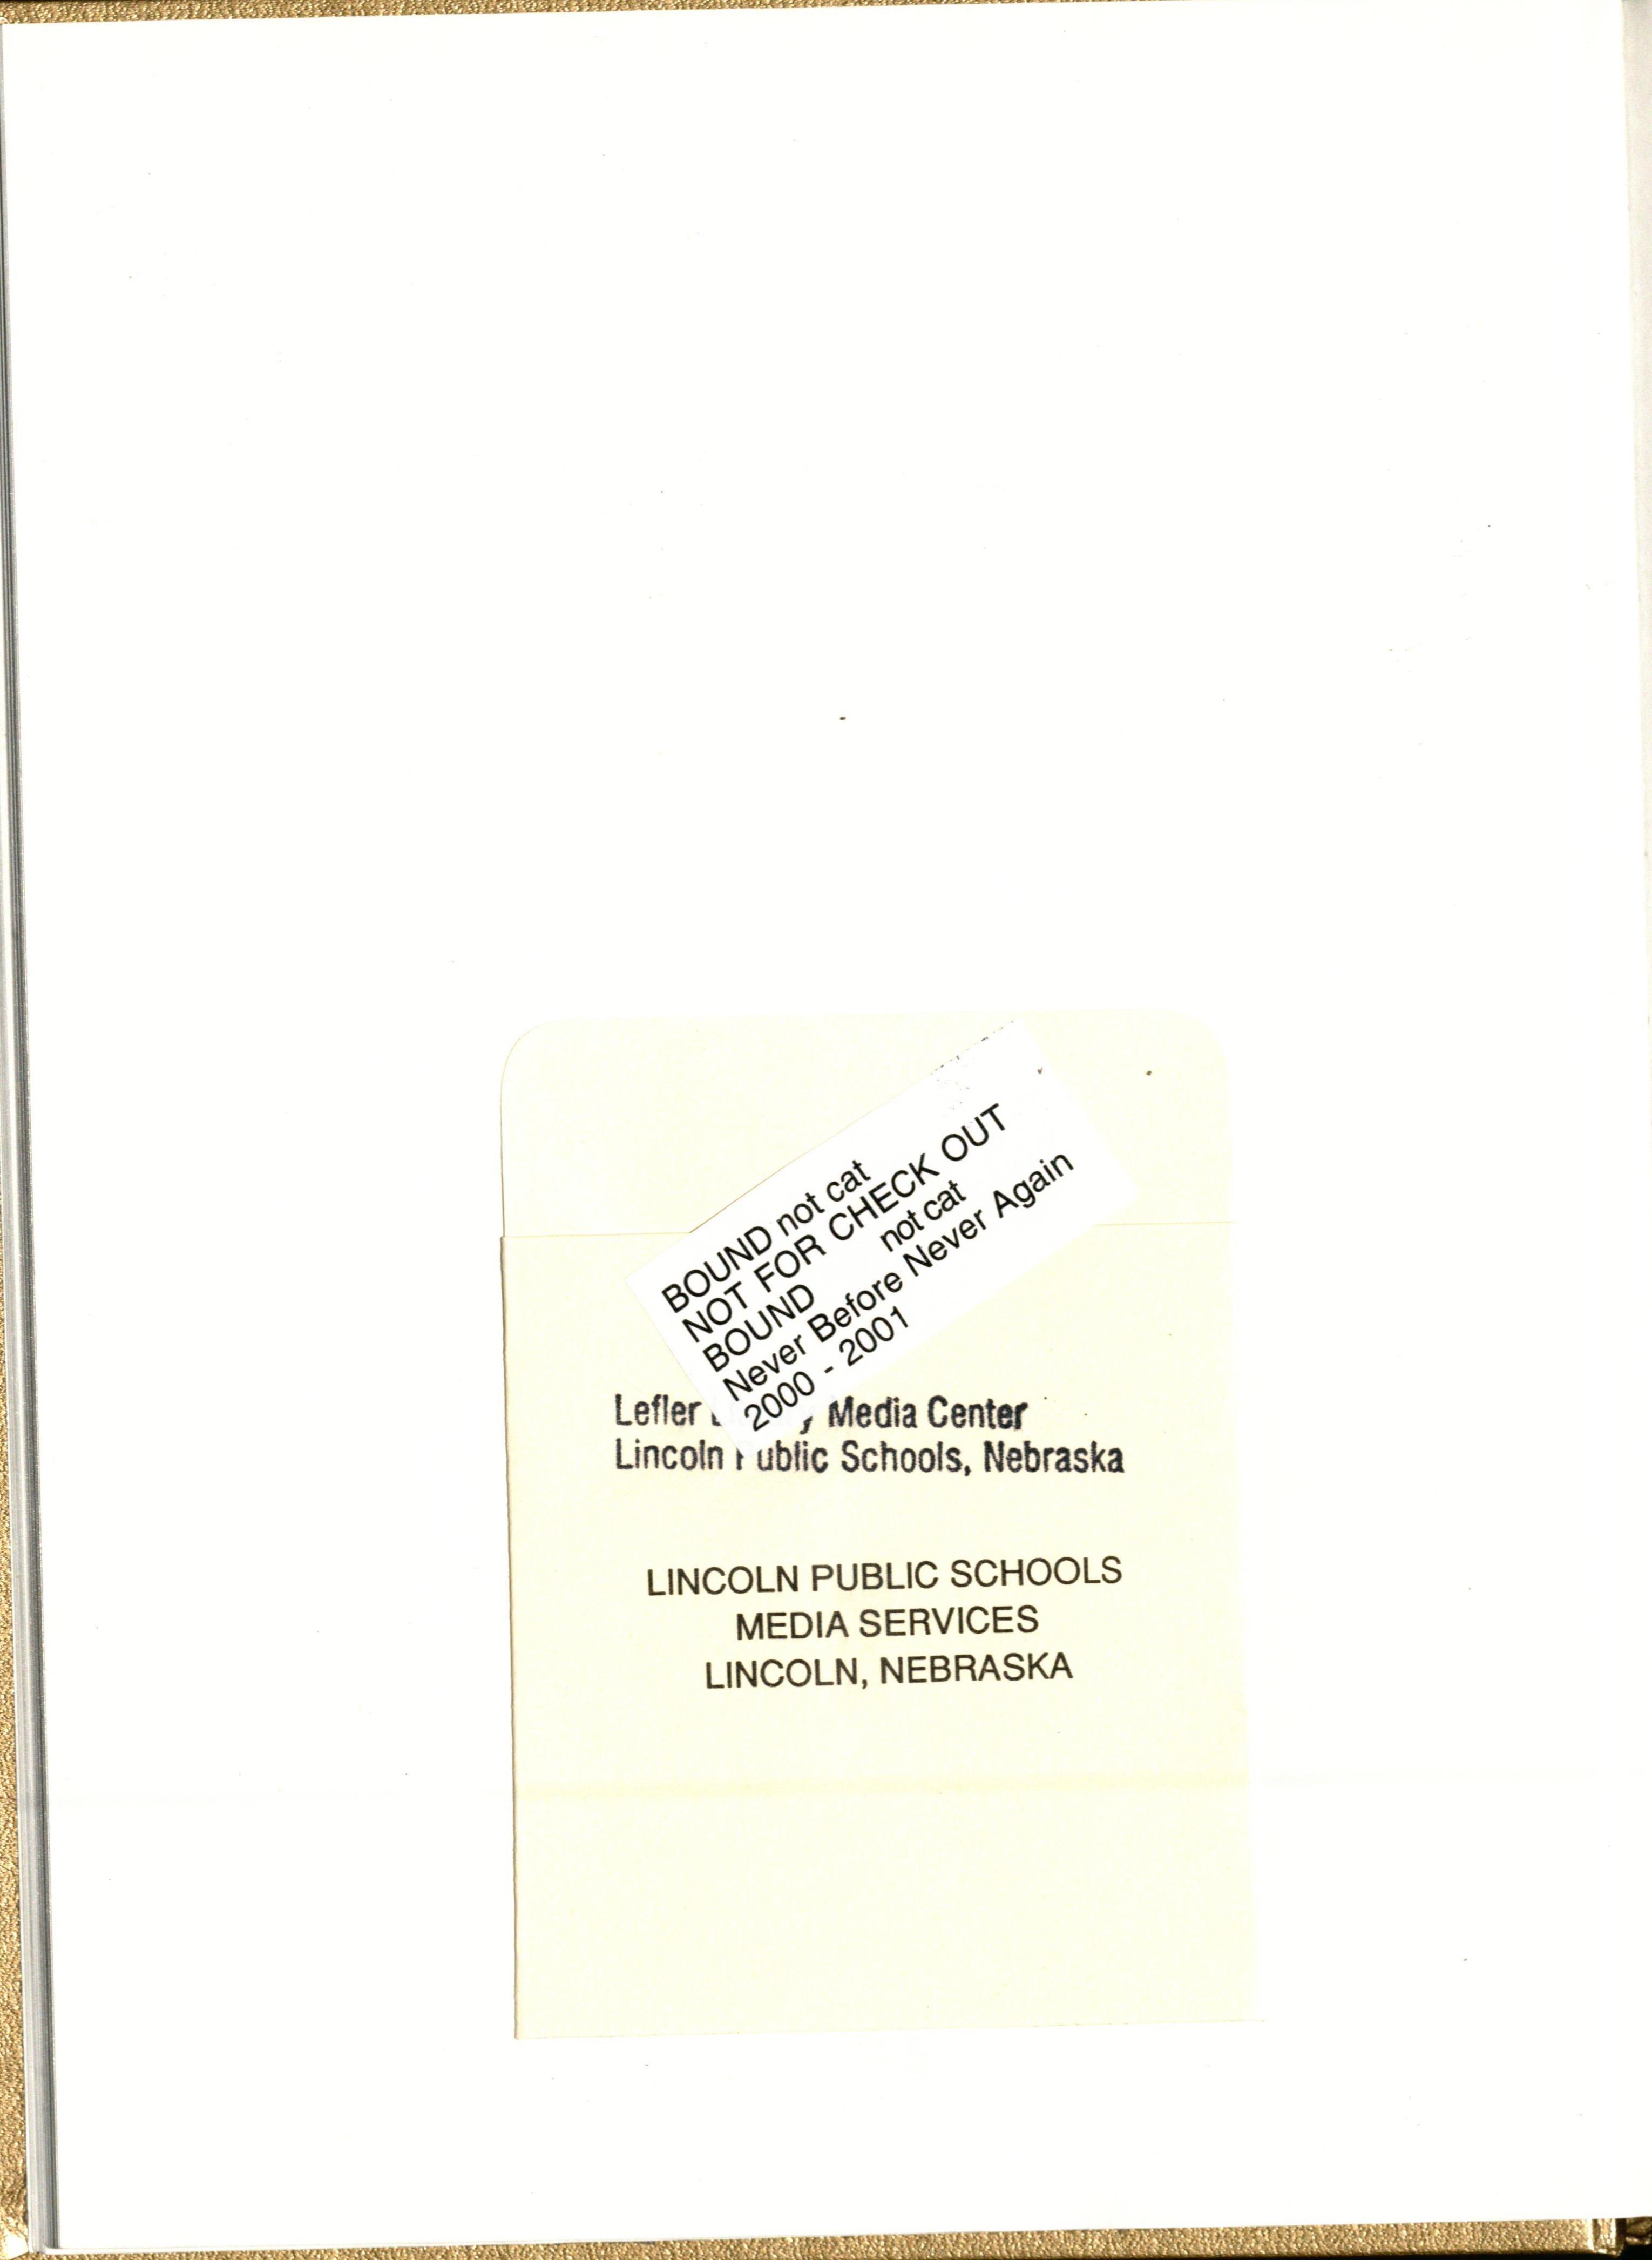 BOUND not cat
NOT FOR CHECK OUT
BOUND not cat
Never Before Never Again
2000 - 2001
Lefler Media Center
Lincoln Public Schools, Nebraska
LINCOLN PUBLIC SCHOOLS
MEDIA SERVICES
LINCOLN, NEBRASKA